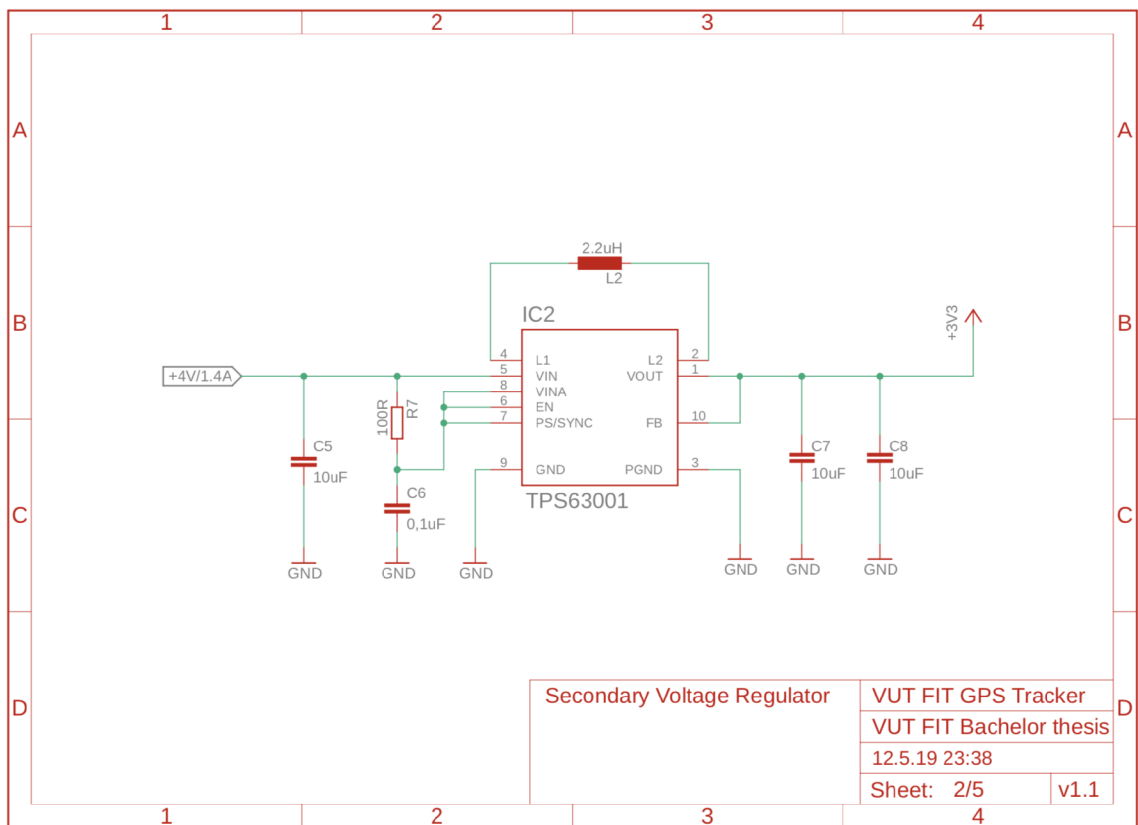 1 2 3 4
A A
2.2uH
L2
B IC2 +3V3 B
4 L1 L2 2
+4V/1.4A 5 VIN VOUT 1
8 VINA
6 EN
100R R7 7 PS/SYNC FB 10
C5 C7 C8
10uF 10uF 10uF
9 GND PGND 3
C6
TPS63001
C 0,1uF C
GND GND GND GND GND GND
Secondary Voltage Regulator VUT FIT GPS Tracker
D VUT FIT Bachelor thesis D
12.5.19 23:38
Sheet: 2/5 v1.1
1 2 3 4